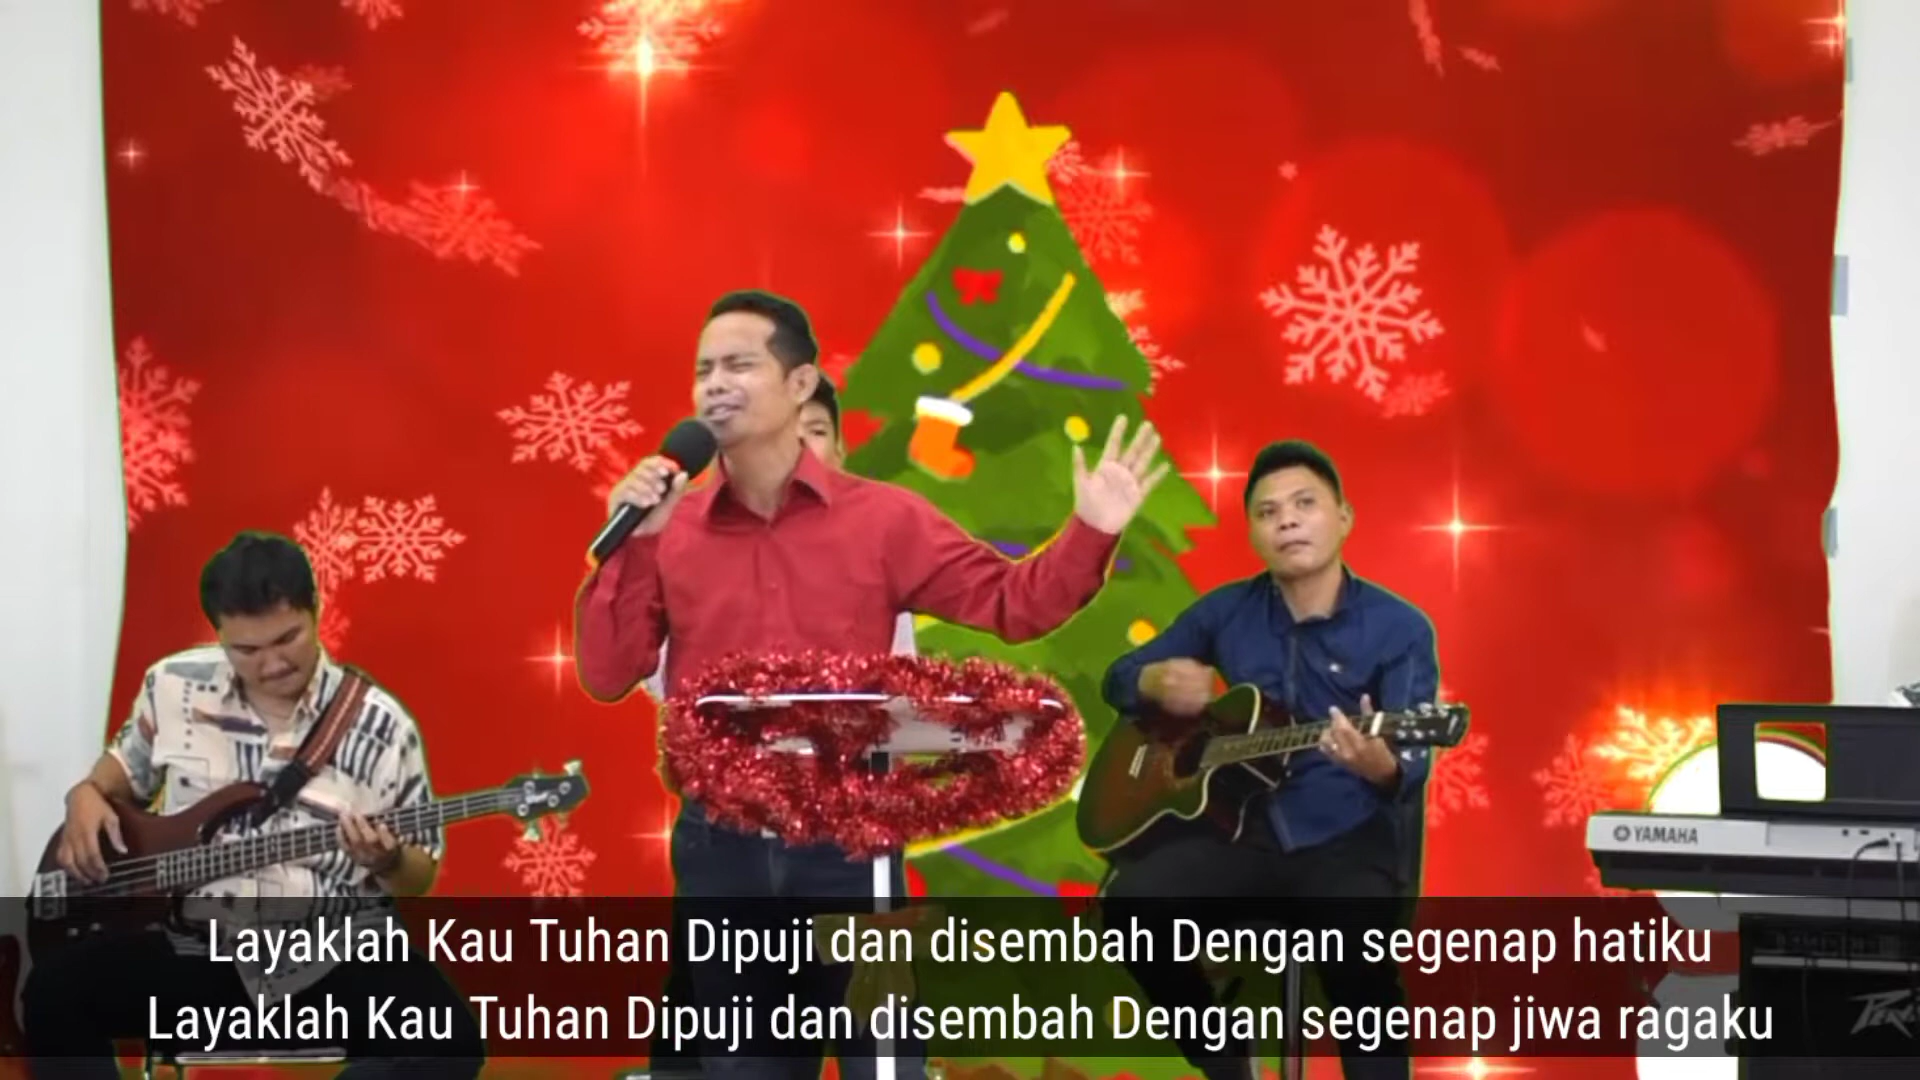 YAMAHA
Layaklah Kau Tuhan Dipuji dan disembah Dengan segenap hatiku
Layaklah Kau Tuhan Dipuji dan disembah Dengan segenap jiwa ragaku